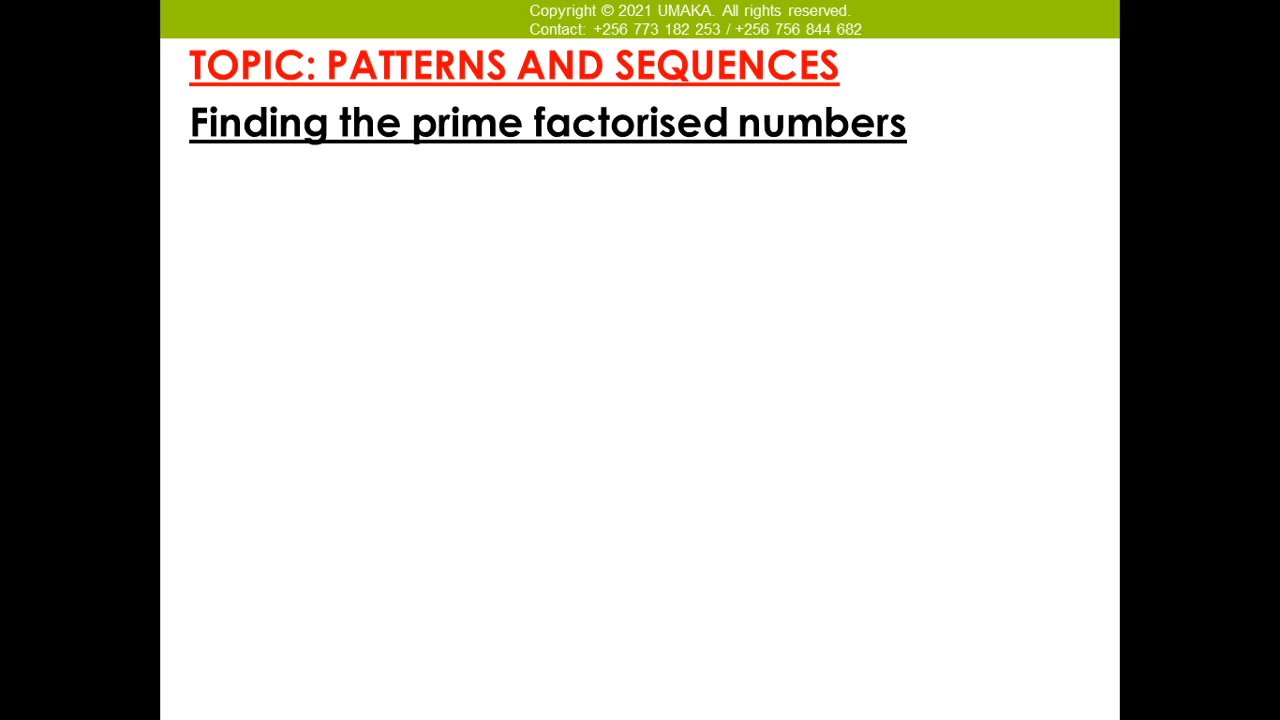 Copyright © 2021 UMAKA. All rights reserved.
Contact: +256 773 182 253 / +256 756 844 682
TOPIC: PATTERNS AND SEQUENCES
Finding the prime factorised numbers